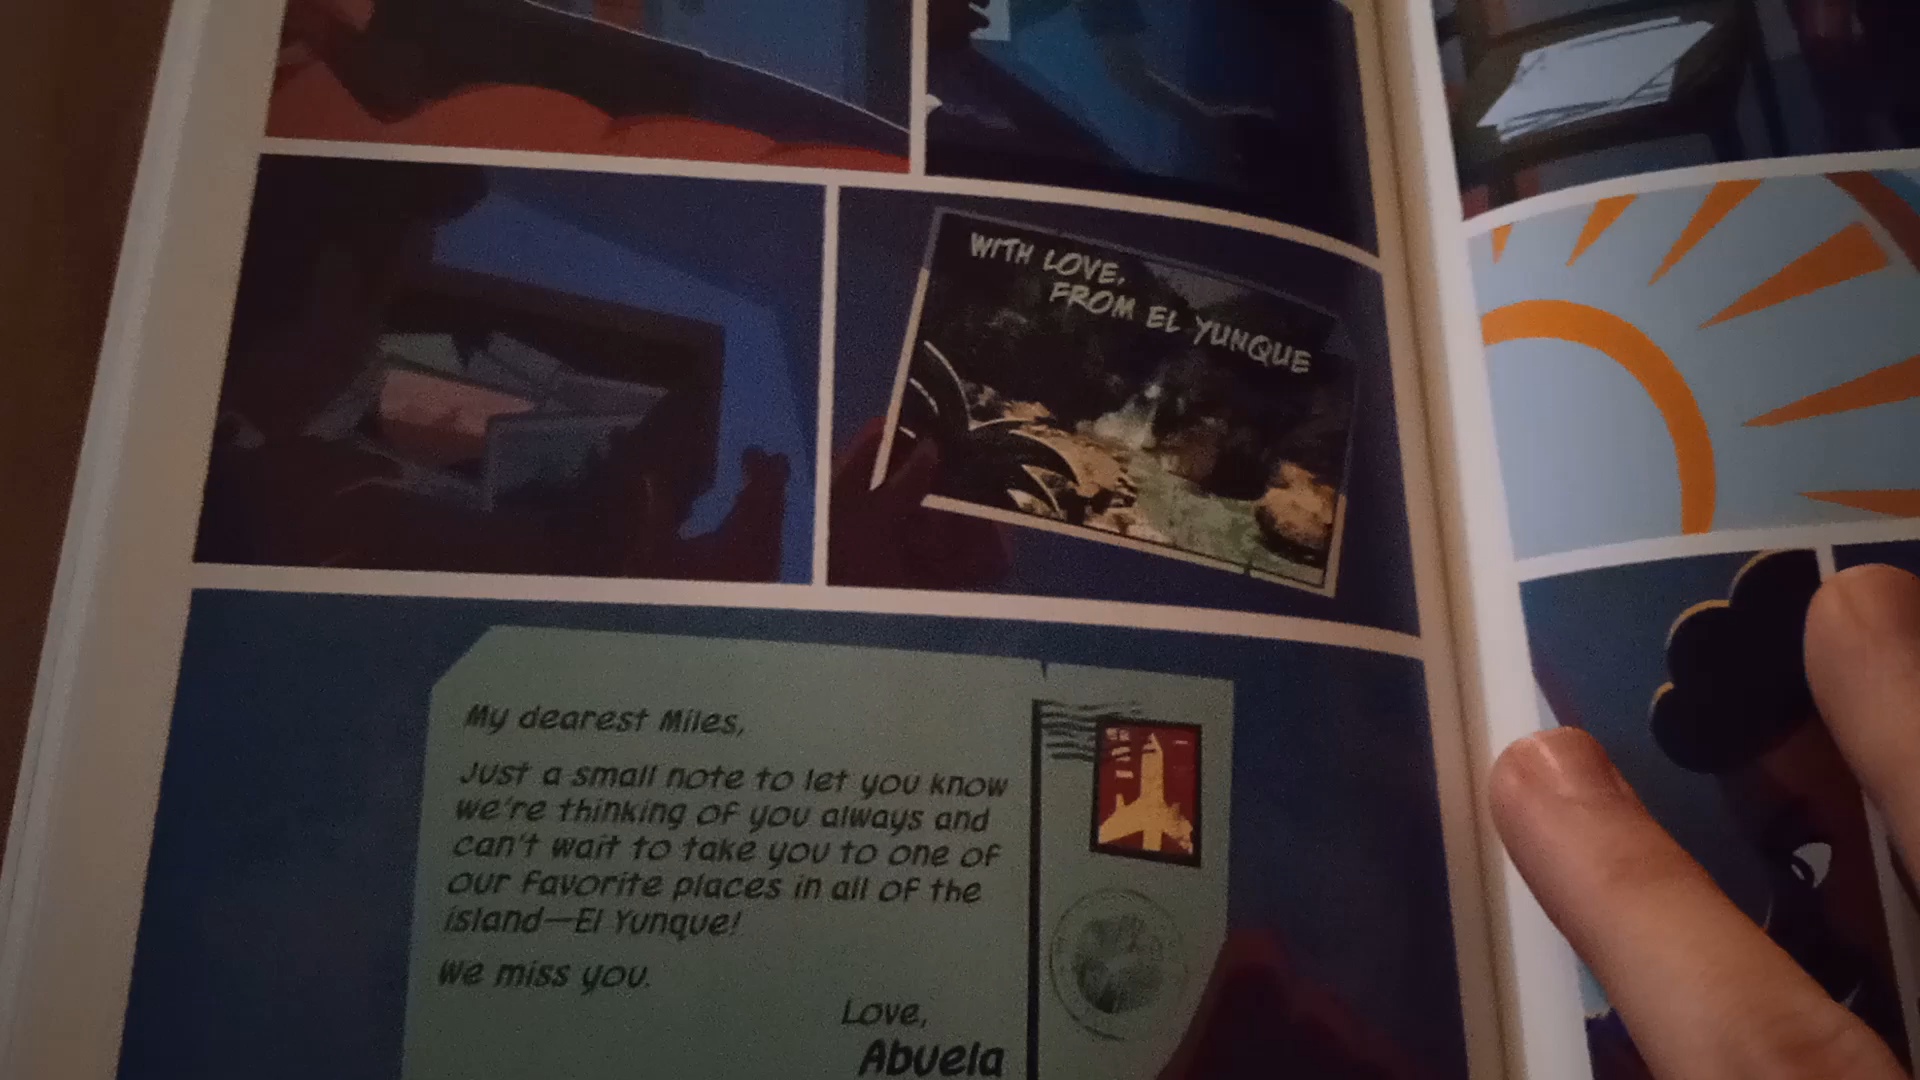 WITH LOVE,
FROM EL YUNQUE
My dearest Miles,
Just a small note to let you know
we're thinking of you always and
can't wait to take you to one of
our favorite places in all of the
island—El Yunque!
We miss you.
Love,
Abuela